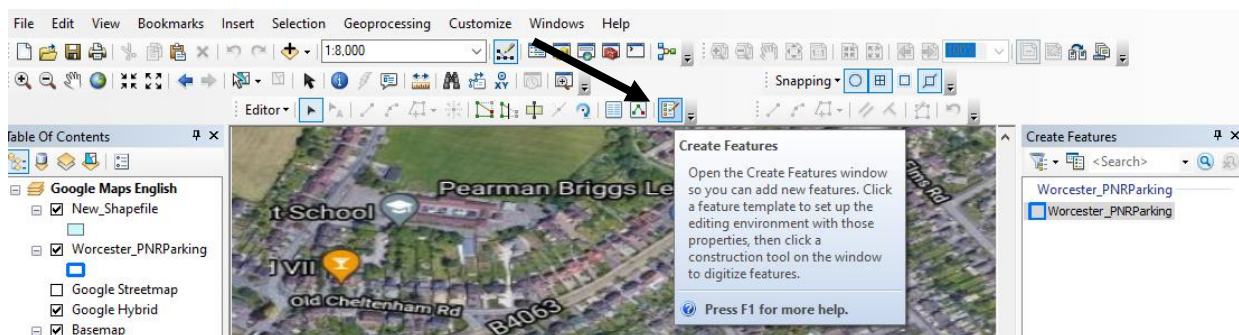 File Edit View Bookmarks Insert Selection Geoprocessing Customize Windows Help
1:8,000
100%
Snapping
Editor
Table Of Contents
Google Maps English
New_Shapefile
Worcester_PNRParking
Google Streetmap
Google Hybrid
Basemap
Pearman Briggs Le
t School
J VII
Old Cheltenham Rd
B4063
Elms Rd
Create Features
Open the Create Features window
so you can add new features. Click
a feature template to set up the
editing environment with those
properties, then click a
construction tool on the window
to digitize features.
Press F1 for more help.
Create Features
<Search>
Worcester_PNRParking
Worcester_PNRParking